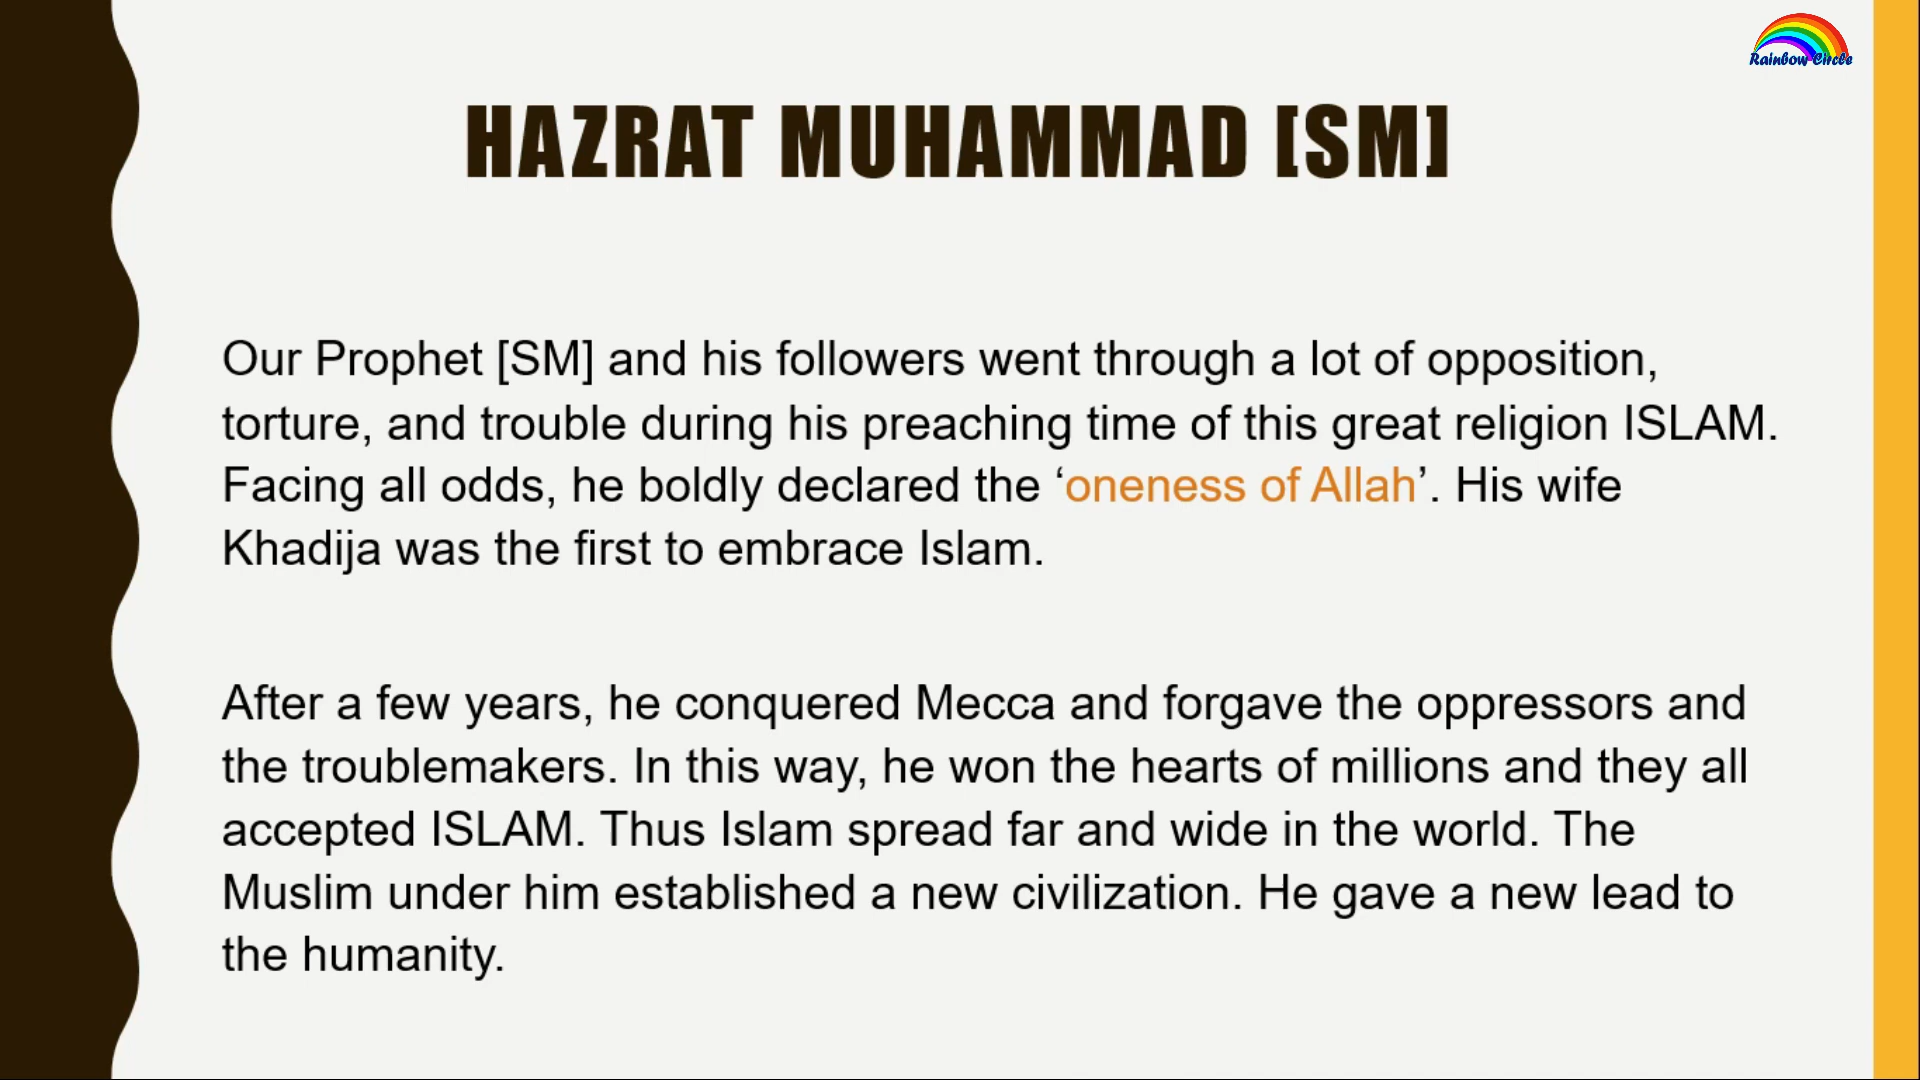 Rainbow Circle
HAZRAT MUHAMMAD [SM]
Our Prophet [SM] and his followers went through a lot of opposition,
torture, and trouble during his preaching time of this great religion ISLAM.
Facing all odds, he boldly declared the ‘oneness of Allah’. His wife
Khadija was the first to embrace Islam.
After a few years, he conquered Mecca and forgave the oppressors and
the troublemakers. In this way, he won the hearts of millions and they all
accepted ISLAM. Thus Islam spread far and wide in the world. The
Muslim under him established a new civilization. He gave a new lead to
the humanity.